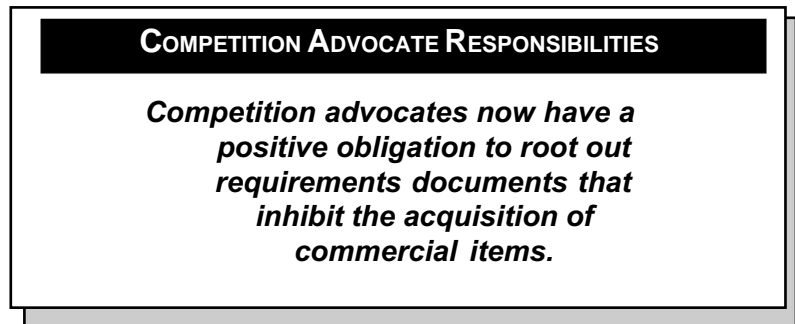 COMPETITION ADVOCATE RESPONSIBILITIES
Competition advocates now have a
positive obligation to root out
requirements documents that
inhibit the acquisition of
commercial items.